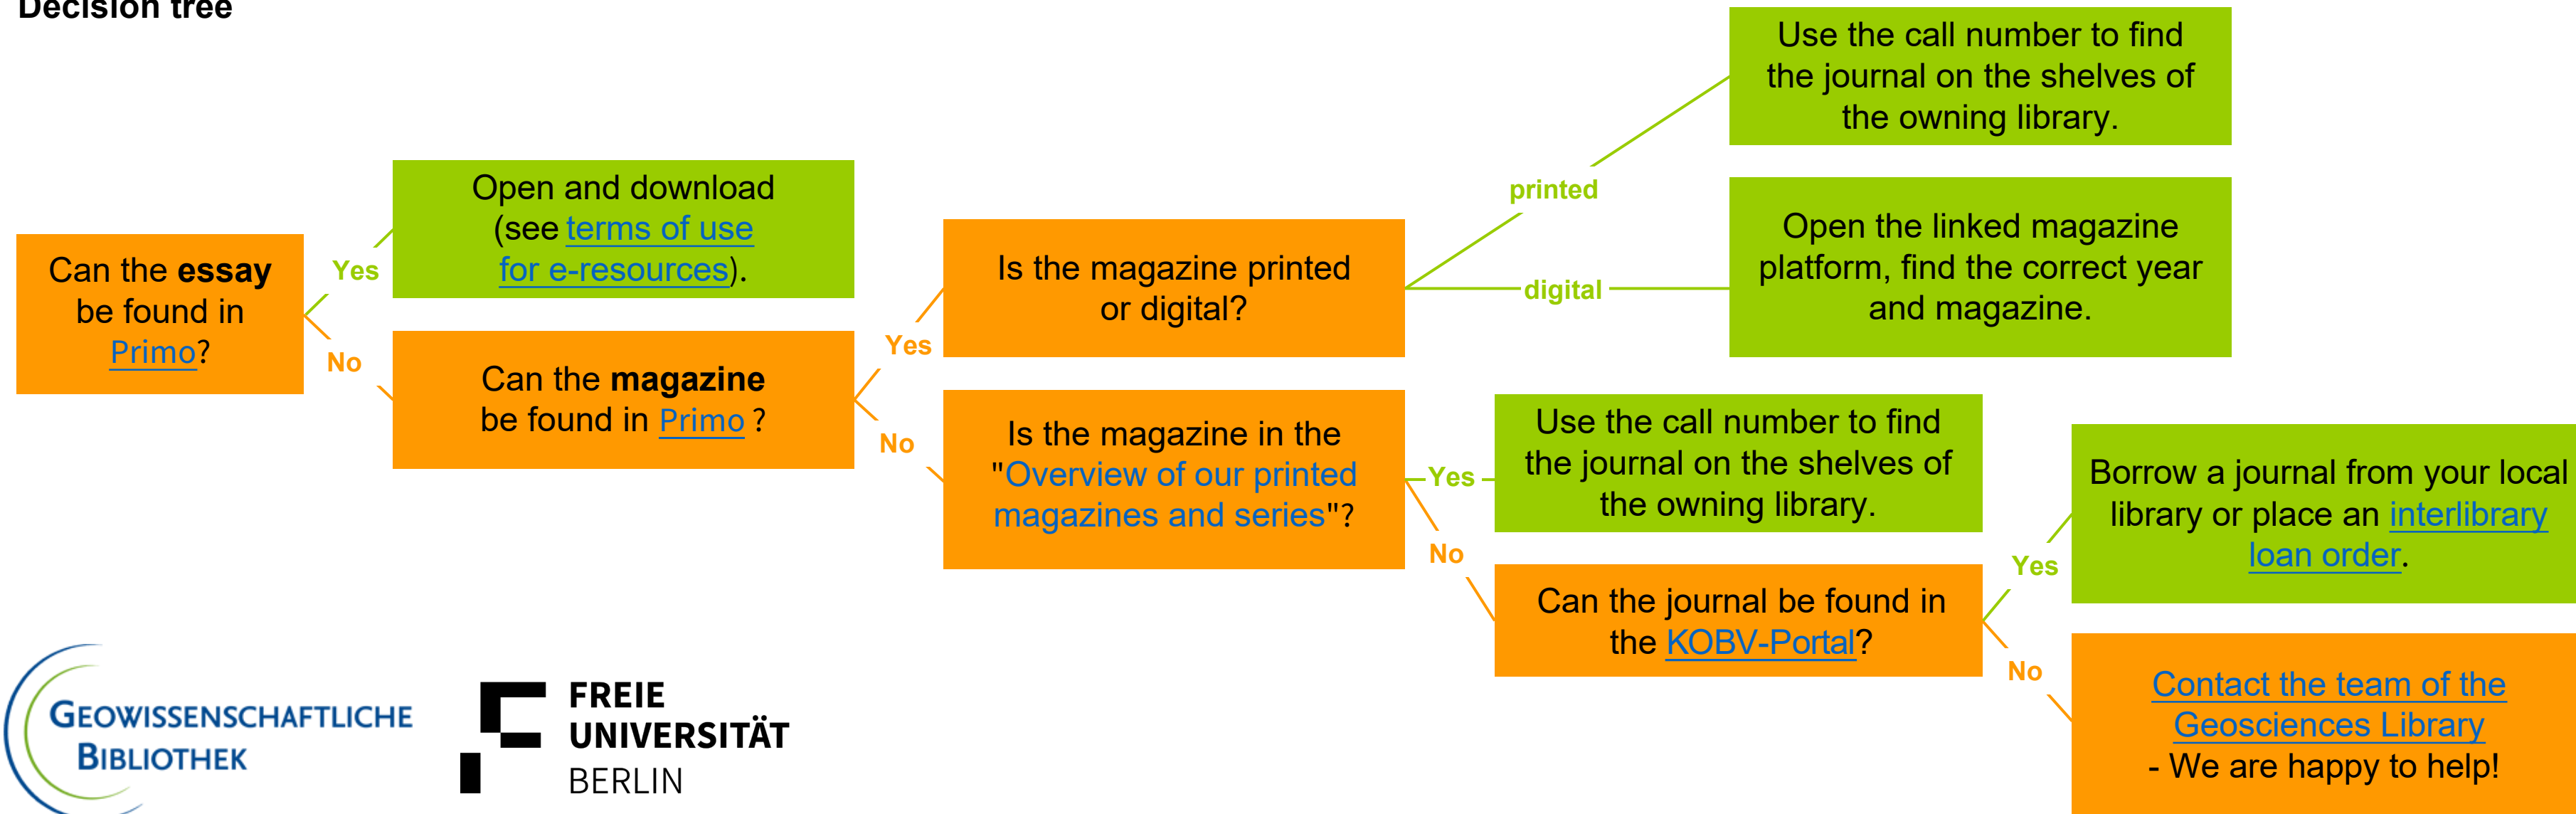 Decision tree
Can the essay
be found in
Primo?
Yes
No
Open and download
(see terms of use
for e-resources).
Can the magazine
be found in Primo ?
Yes
No
Is the magazine printed
or digital?
printed
digital
Use the call number to find
the journal on the shelves of
the owning library.
Open the linked magazine
platform, find the correct year
and magazine.
Is the magazine in the
"Overview of our printed
magazines and series"?
Yes
No
Use the call number to find
the journal on the shelves of
the owning library.
Can the journal be found in
the KOBV-Portal?
Yes
No
Borrow a journal from your local
library or place an interlibrary
loan order.
Contact the team of the
Geosciences Library
- We are happy to help!
GEOWISSENSCHAFTLICHE
BIBLIOTHEK
FREIE
UNIVERSITÄT
BERLIN